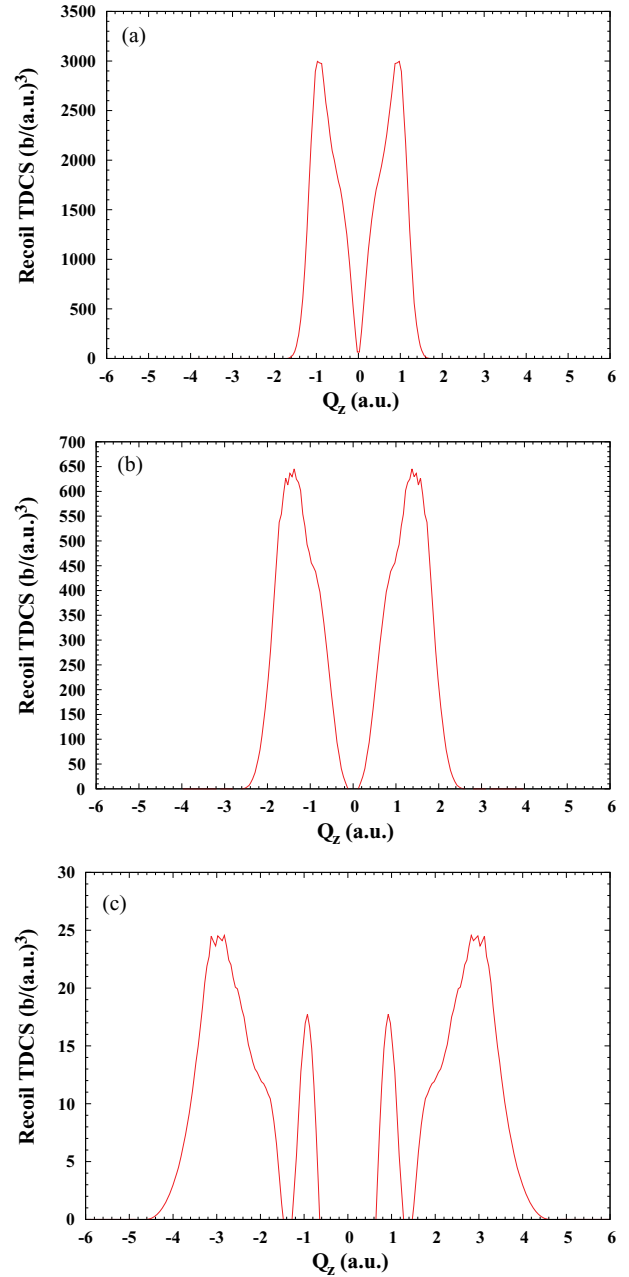 (a)
Recoil TDCS (b/(a.u.)^3)
3500
3000
2500
2000
1500
1000
500
0
-6 -5 -4 -3 -2 -1 0 1 2 3 4 5 6
Q_z (a.u.)
(b)
Recoil TDCS (b/(a.u.)^3)
700
650
600
550
500
450
400
350
300
250
200
150
100
50
0
-6 -5 -4 -3 -2 -1 0 1 2 3 4 5 6
Q_z (a.u.)
(c)
Recoil TDCS (b/(a.u.)^3)
30
25
20
15
10
5
0
-6 -5 -4 -3 -2 -1 0 1 2 3 4 5 6
Q_z (a.u.)